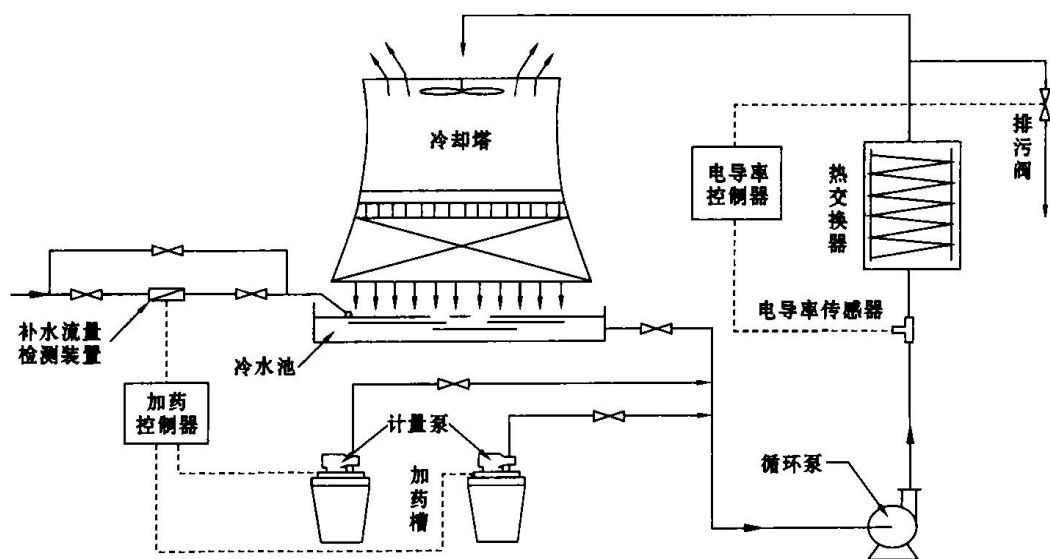 冷却塔
电导率
控制器
热交换器
排污阀
补水流量
检测装置
冷水池
电导率传感器
加药
控制器
计量泵
加药槽
循环泵